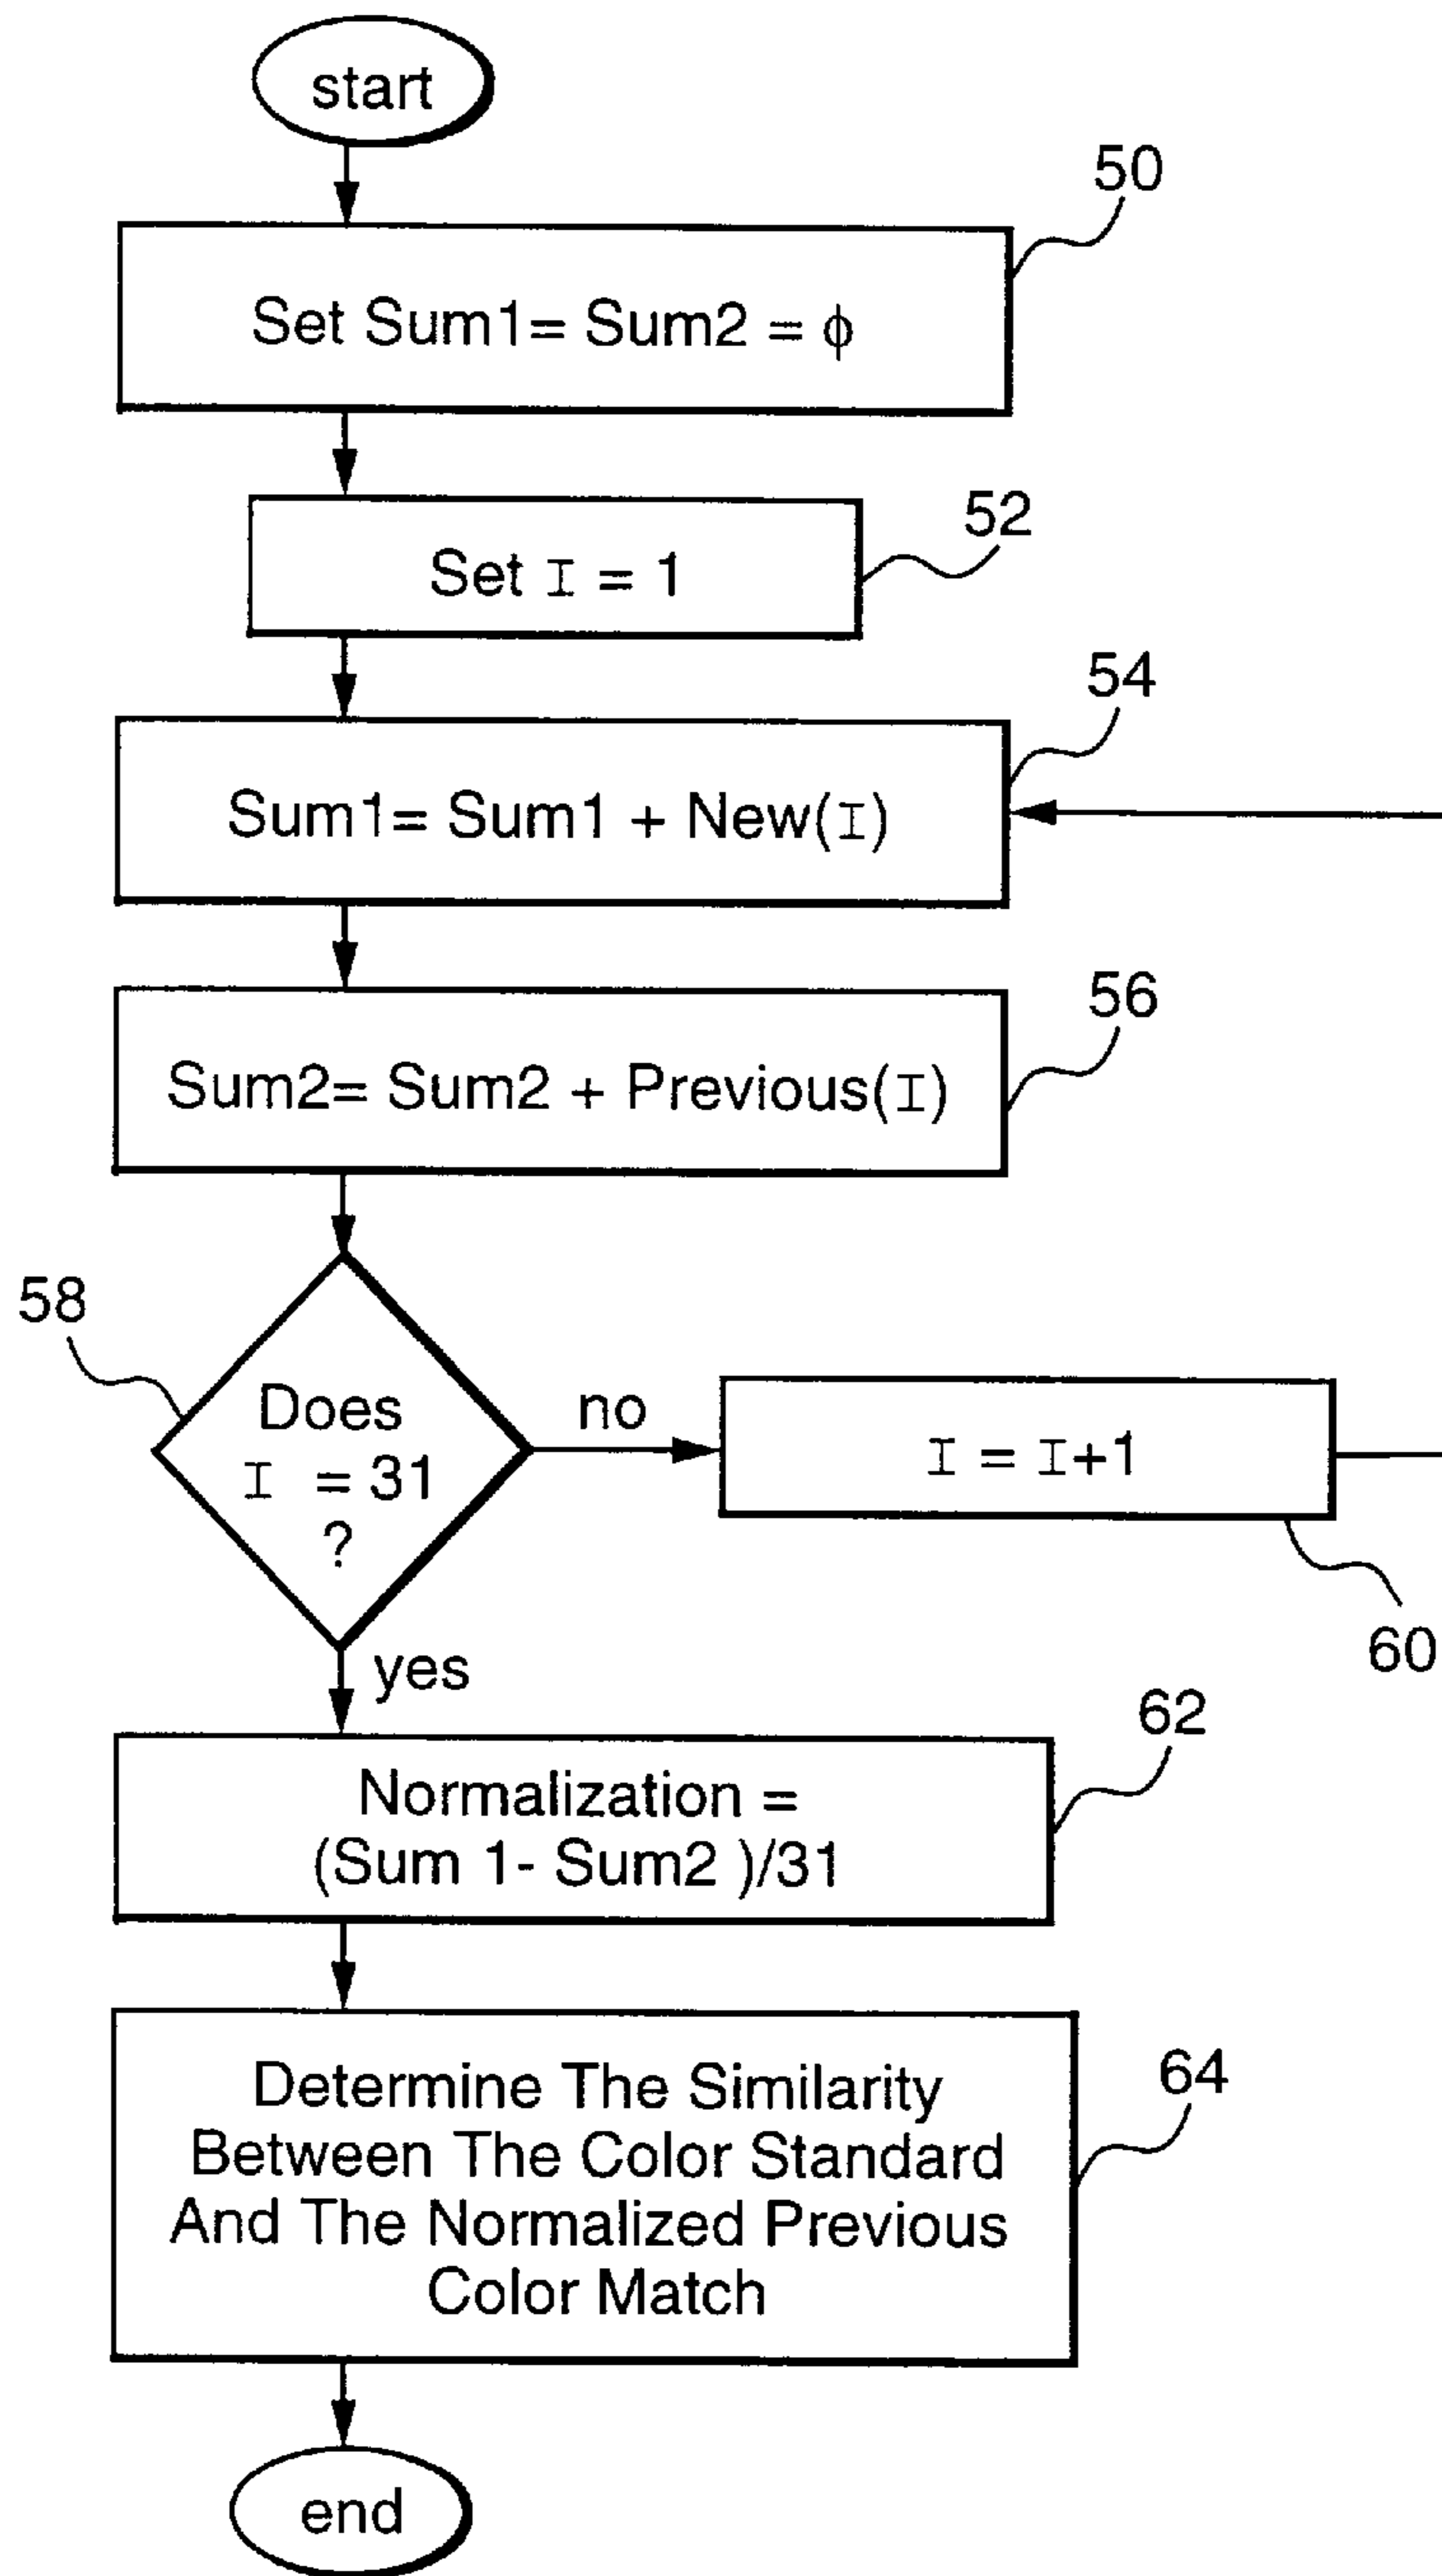 start
50
Set Sum1= Sum2 = ϕ
52
Set I = 1
54
Sum1= Sum1 + New(I)
56
Sum2= Sum2 + Previous(I)
58
Does
I = 31
?
no
I = I+1
60
yes
62
Normalization =
(Sum 1- Sum2 )/31
64
Determine The Similarity
Between The Color Standard
And The Normalized Previous
Color Match
end